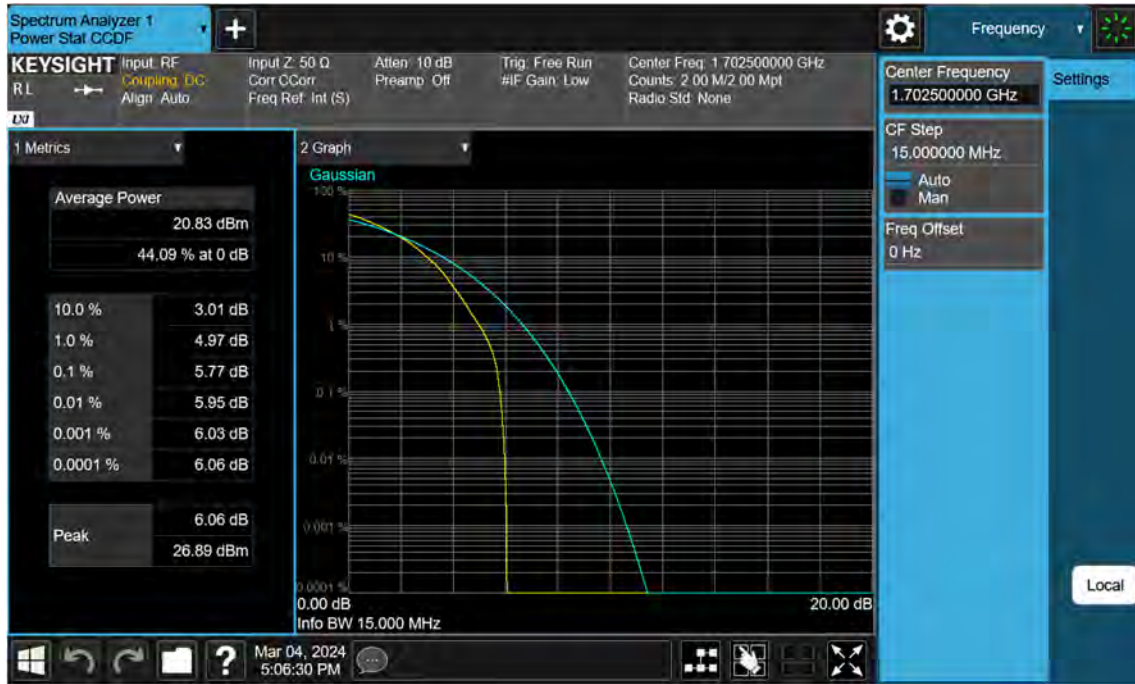 Spectrum Analyzer 1
Power Stat CCDF
Frequency
KEYSIGHT
RL
LXI
Input: RF
Coupling: DC
Align: Auto
Input Z: 50 Ω
Corr CCorr
Freq Ref: Int (S)
Atten: 10 dB
Preamp: Off
Trig: Free Run
#IF Gain: Low
Center Freq: 1.702500000 GHz
Counts: 2.00 M/2.00 Mpt
Radio Std: None
Center Frequency
1.702500000 GHz
Settings
CF Step
15.000000 MHz
Auto
Man
Freq Offset
0 Hz
Local
1 Metrics
Average Power
20.83 dBm
44.09 % at 0 dB
10.0 % 3.01 dB
1.0 % 4.97 dB
0.1 % 5.77 dB
0.01 % 5.95 dB
0.001 % 6.03 dB
0.0001 % 6.06 dB
Peak
6.06 dB
26.89 dBm
2 Graph
Gaussian
100 %
10 %
1 %
0.1 %
0.01 %
0.001 %
0.0001 %
0.00 dB 20.00 dB
Info BW 15.000 MHz
?
Mar 04, 2024
5:06:30 PM